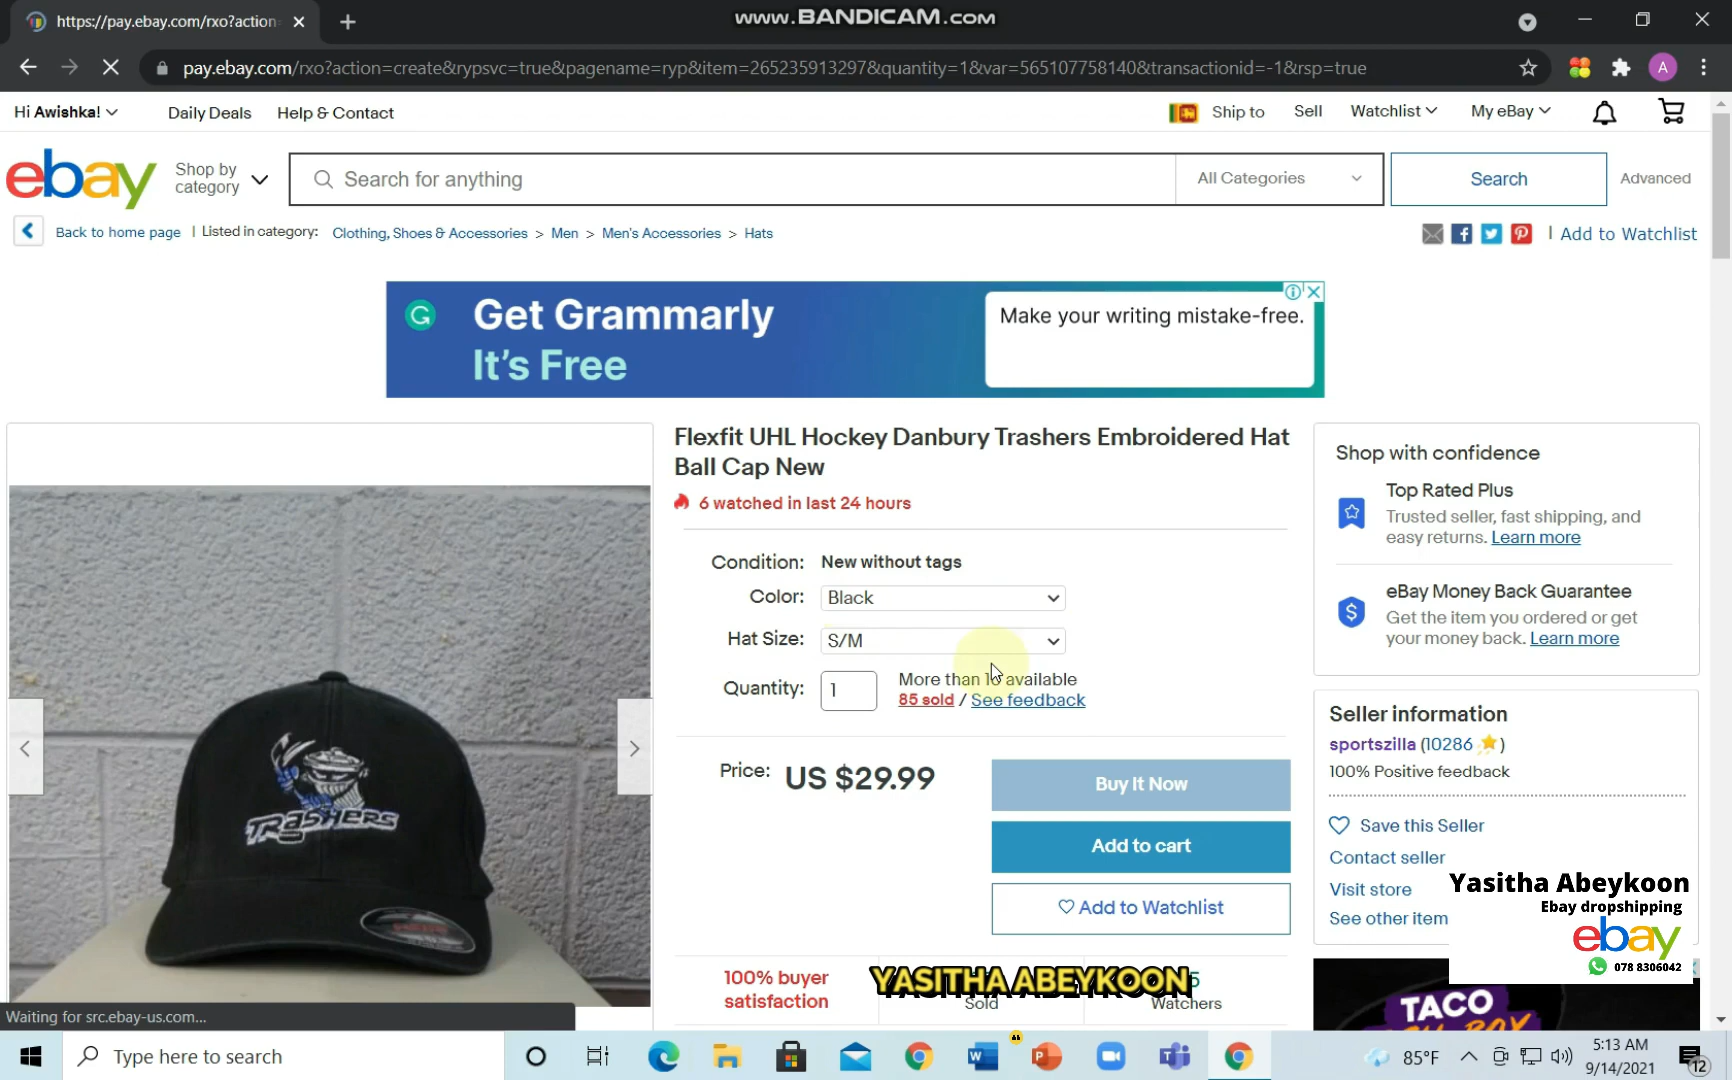 https://pay.ebay.com/rxo?action
www.BANDICAM.com
pay.ebay.com/rxo?action=create&rypsvc=true&pagename=ryp&item=265235913297&quantity=1&var=565107758140&transactionid=-1&rsp=true
A
Hi Awishka!
Daily Deals
Help & Contact
Ship to
Sell
Watchlist
My eBay
ebay
Shop by
category
Search for anything
All Categories
Search
Advanced
Back to home page
| Listed in category:
Clothing, Shoes & Accessories > Men > Men's Accessories > Hats
| Add to Watchlist
Get Grammarly
It's Free
Make your writing mistake-free.
Flexfit UHL Hockey Danbury Trashers Embroidered Hat
Ball Cap New
6 watched in last 24 hours
Condition: New without tags
Color: Black
Hat Size: S/M
Quantity: 1
More than 10 available
85 sold / See feedback
Price: US $29.99
Buy It Now
Add to cart
Add to Watchlist
100% buyer
satisfaction
Sold
Watchers
TRASHERS
Shop with confidence
Top Rated Plus
Trusted seller, fast shipping, and
easy returns. Learn more
eBay Money Back Guarantee
Get the item you ordered or get
your money back. Learn more
Seller information
sportszilla (10286)
100% Positive feedback
Save this Seller
Contact seller
Visit store
See other item
Yasitha Abeykoon
Ebay dropshipping
ebay
078 8306042
YASITHA ABEYKOON
TACO
Waiting for src.ebay-us.com...
Type here to search
85°F
5:13 AM
9/14/2021
12